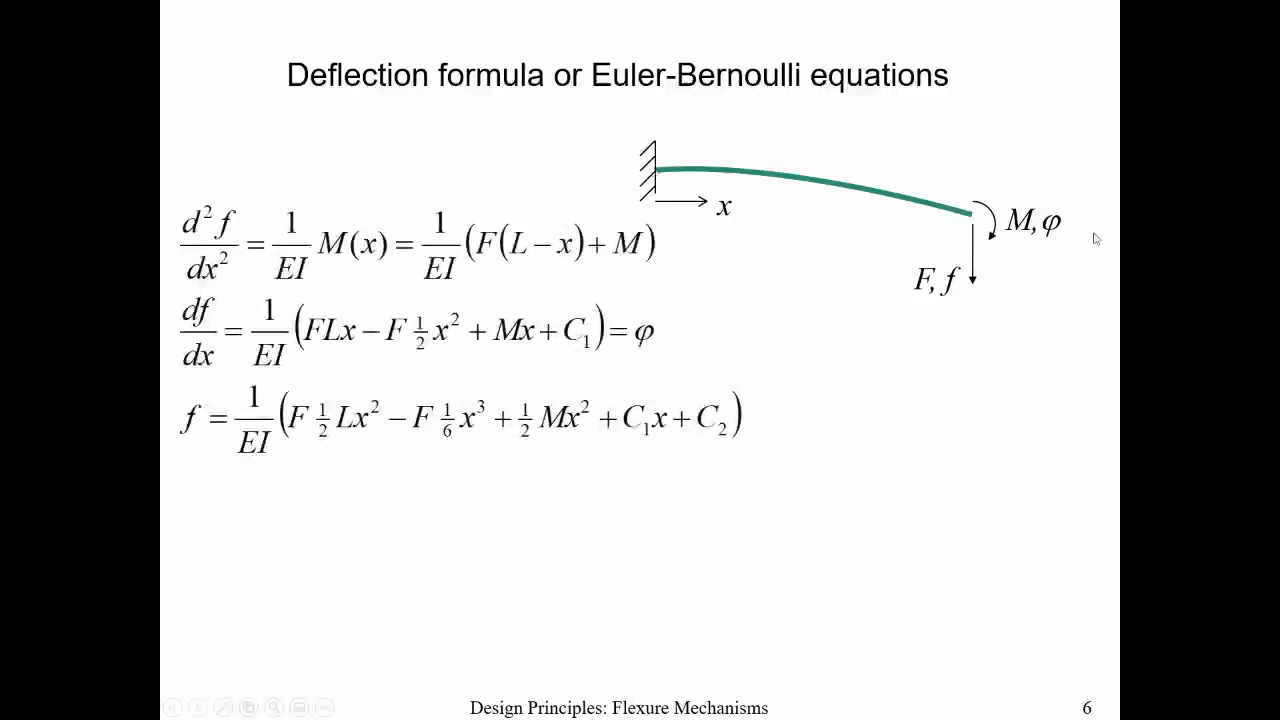 Deflection formula or Euler-Bernoulli equations
x
M, φ
F, f
d²f/dx² = 1/EI M(x) = 1/EI (F(L − x) + M)
df/dx = 1/EI (FLx − F ½ x² + Mx + C₁) = φ
f = 1/EI (F ½ Lx² − F ⅙ x³ + ½ Mx² + C₁x + C₂)
Design Principles: Flexure Mechanisms
6